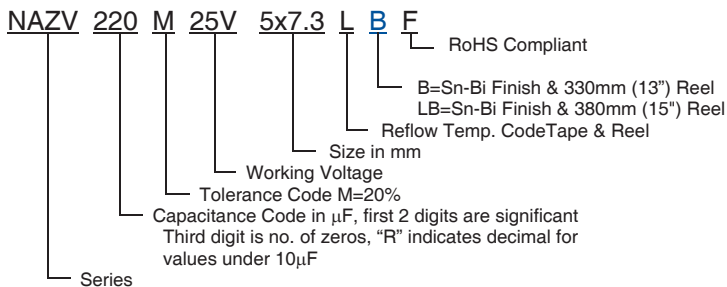 NAZV 220 M 25V 5x7.3 L B F
RoHS Compliant
B=Sn-Bi Finish & 330mm (13”) Reel
LB=Sn-Bi Finish & 380mm (15") Reel
Reflow Temp. CodeTape & Reel
Size in mm
Working Voltage
Tolerance Code M=20%
Capacitance Code in μF, first 2 digits are significant
Third digit is no. of zeros, “R” indicates decimal for
values under 10μF
Series